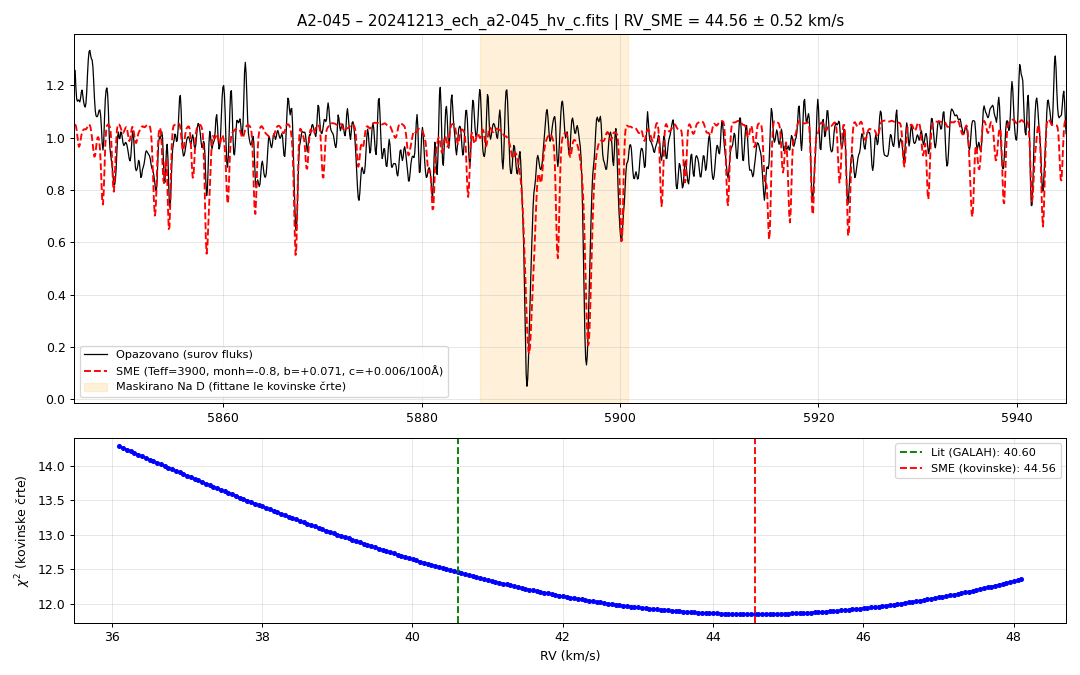 A2-045 – 20241213_ech_a2-045_hv_c.fits | RV_SME = 44.56 ± 0.52 km/s
1.2
1.0
0.8
0.6
0.4
0.2
0.0
Opazovano (surov fluks)
SME (Teff=3900, monh=-0.8, b=+0.071, c=+0.006/100Å)
Maskirano Na D (fittane le kovinske črte)
5860 5880 5900 5920 5940
14.0
13.5
13.0
12.5
12.0
χ² (kovinske črte)
Lit (GALAH): 40.60
SME (kovinske): 44.56
36 38 40 42 44 46 48
RV (km/s)